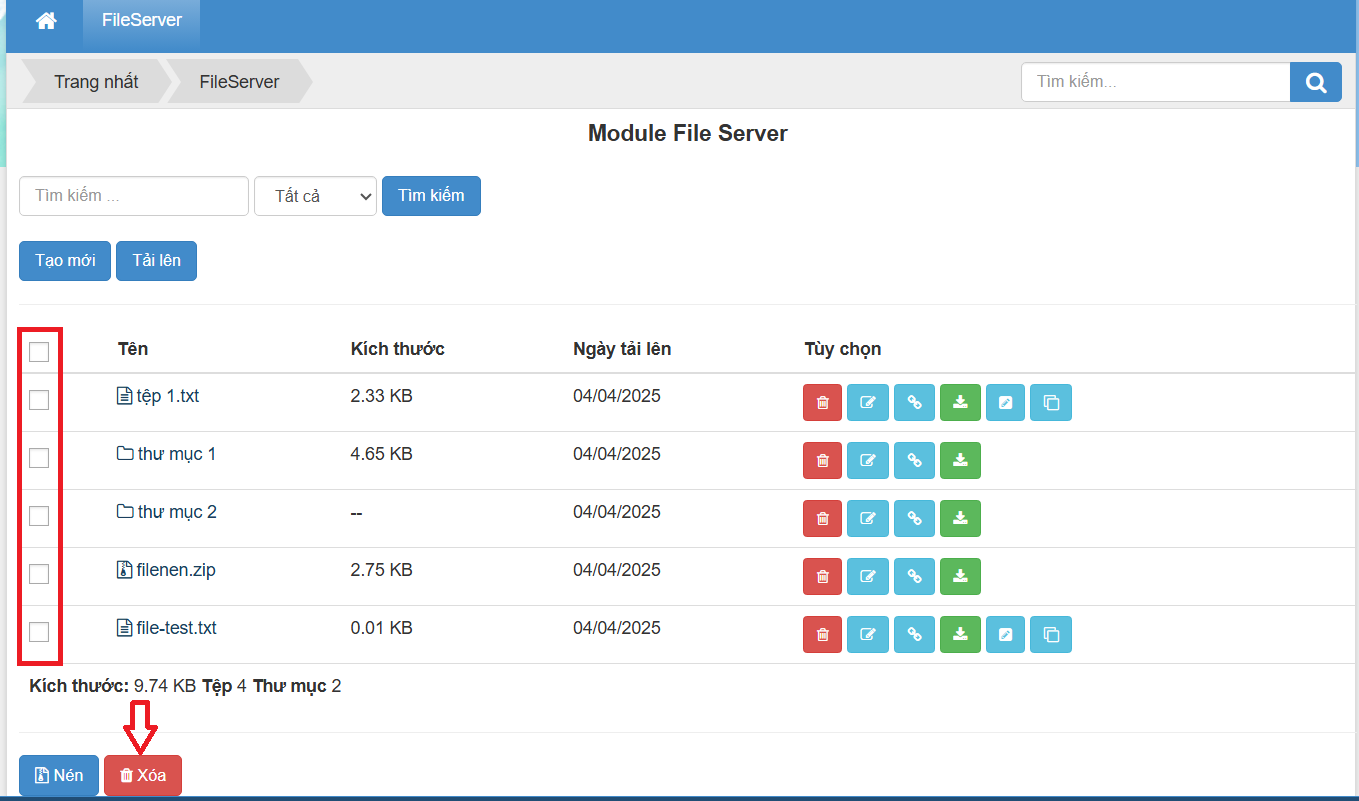 FileServer
Trang nhất FileServer Tìm kiếm...
Module File Server
Tìm kiếm ... Tất cả Tìm kiếm
Tạo mới Tải lên
Tên Kích thước Ngày tải lên Tùy chọn
tệp 1.txt 2.33 KB 04/04/2025
thư mục 1 4.65 KB 04/04/2025
thư mục 2 -- 04/04/2025
filenen.zip 2.75 KB 04/04/2025
file-test.txt 0.01 KB 04/04/2025
Kích thước: 9.74 KB Tệp 4 Thư mục 2
Nén Xóa